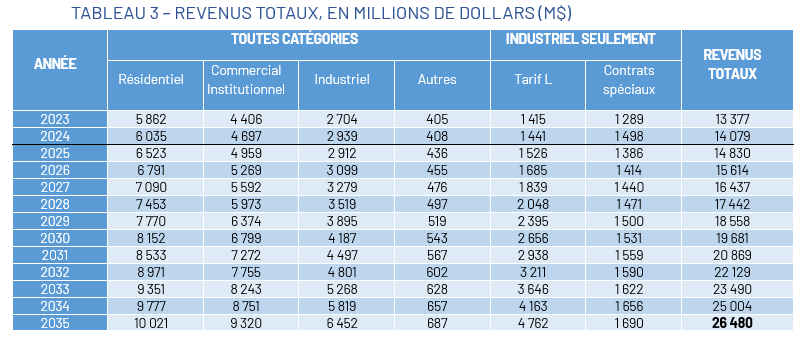 TABLEAU 3 – REVENUS TOTAUX, EN MILLIONS DE DOLLARS (M$)
ANNÉE TOUTES CATÉGORIES INDUSTRIEL SEULEMENT REVENUS TOTAUX
Résidentiel Commercial Institutionnel Industriel Autres Tarif L Contrats spéciaux
2023 5 862 4 406 2 704 405 1 415 1 289 13 377
2024 6 035 4 697 2 939 408 1 441 1 498 14 079
2025 6 523 4 959 2 912 436 1 526 1 386 14 830
2026 6 791 5 269 3 099 455 1 685 1 414 15 614
2027 7 090 5 592 3 279 476 1 839 1 440 16 437
2028 7 453 5 973 3 519 497 2 048 1 471 17 442
2029 7 770 6 374 3 895 519 2 395 1 500 18 558
2030 8 152 6 799 4 187 543 2 656 1 531 19 681
2031 8 533 7 272 4 497 567 2 938 1 559 20 869
2032 8 971 7 755 4 801 602 3 211 1 590 22 129
2033 9 351 8 243 5 268 628 3 646 1 622 23 490
2034 9 777 8 751 5 819 657 4 163 1 656 25 004
2035 10 021 9 320 6 452 687 4 762 1 690 26 480